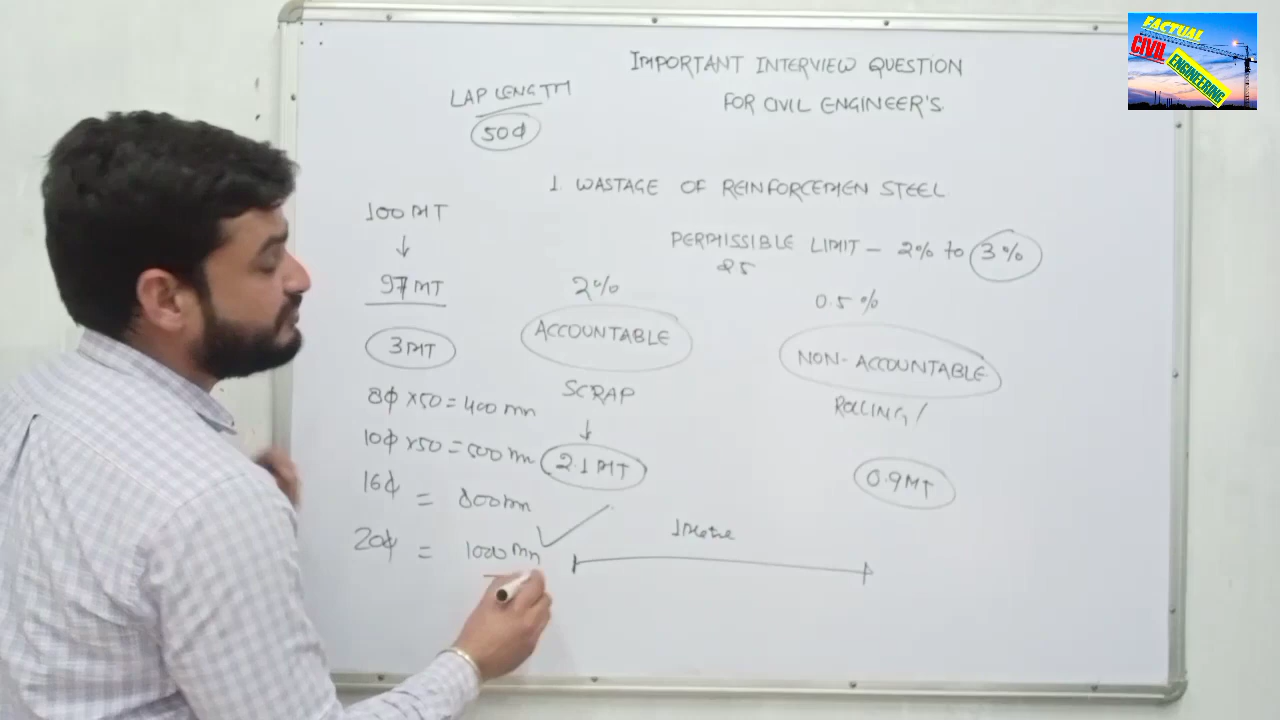 FACTUAL
CIVIL
ENGINEERING
IMPORTANT INTERVIEW QUESTION
FOR CIVIL ENGINEER'S.
LAP LENGTH
50ϕ
1. WASTAGE OF REINFORCEMEN STEEL
PERMISSIBLE LIMIT - 2% to 3%
100 MT
↓
97 MT
3 MT
8ϕ ×50 = 400 mm
10ϕ ×50 = 500 mm
16ϕ = 800 mm
20ϕ = 1000 mm
2%
ACCOUNTABLE
SCRAP
↓
2.1 MT
0.5%
NON-ACCOUNTABLE
ROLLING/
0.9 MT
1 Metre